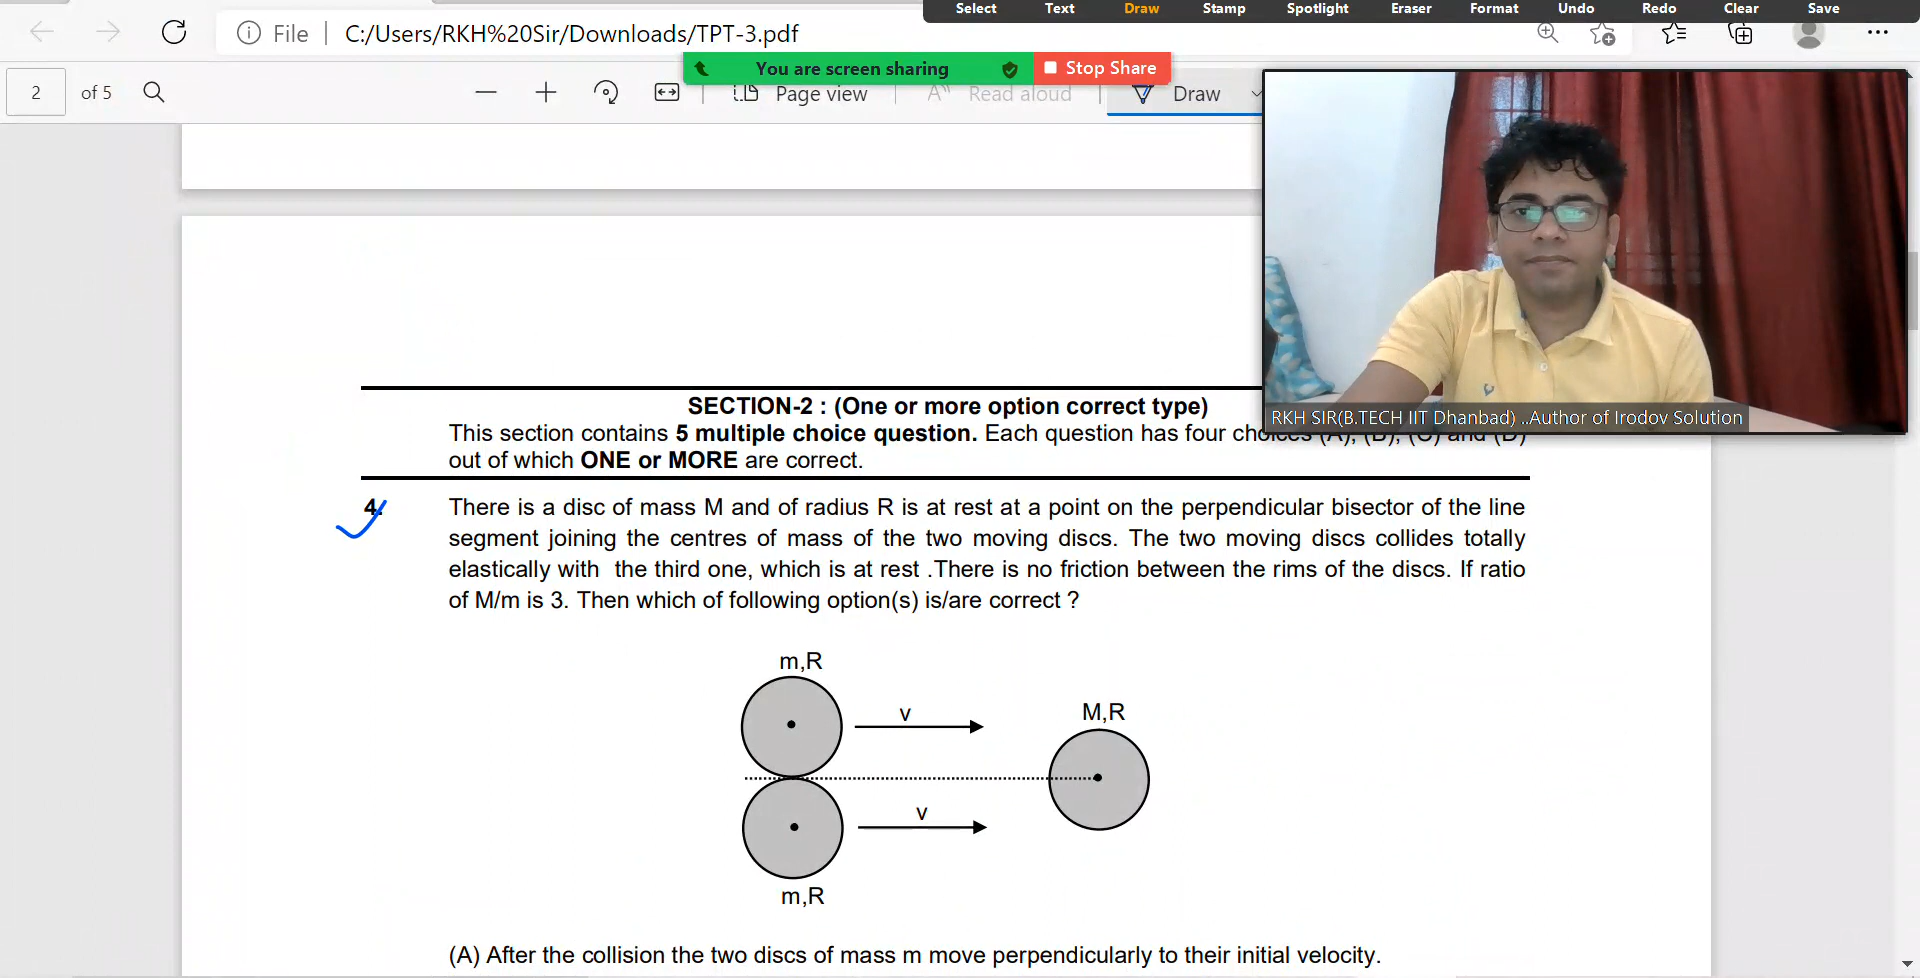 Select Text Draw Stamp Spotlight Eraser Format Undo Redo Clear Save
File C:/Users/RKH%20Sir/Downloads/TPT-3.pdf
You are screen sharing Stop Share
2 of 5 Page view Read aloud Draw
RKH SIR(B.TECH IIT Dhanbad) ..Author of Irodov Solution
SECTION-2 : (One or more option correct type)
This section contains 5 multiple choice question. Each question has four choices (A), (B), (C) and (D)
out of which ONE or MORE are correct.
4. There is a disc of mass M and of radius R is at rest at a point on the perpendicular bisector of the line
segment joining the centres of mass of the two moving discs. The two moving discs collides totally
elastically with the third one, which is at rest .There is no friction between the rims of the discs. If ratio
of M/m is 3. Then which of following option(s) is/are correct ?
m,R
v
M,R
v
m,R
(A) After the collision the two discs of mass m move perpendicularly to their initial velocity.